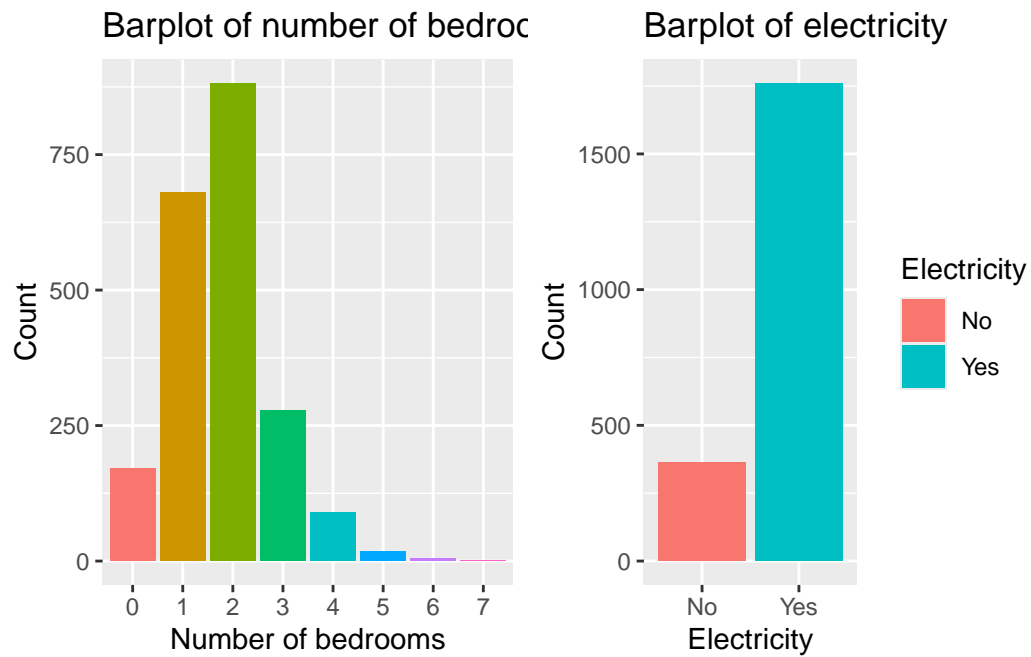 Barplot of number of bedroo
750
500
250
0
Count
0 1 2 3 4 5 6 7
Number of bedrooms
Barplot of electricity
1500
1000
500
0
Count
No Yes
Electricity
Electricity
No
Yes